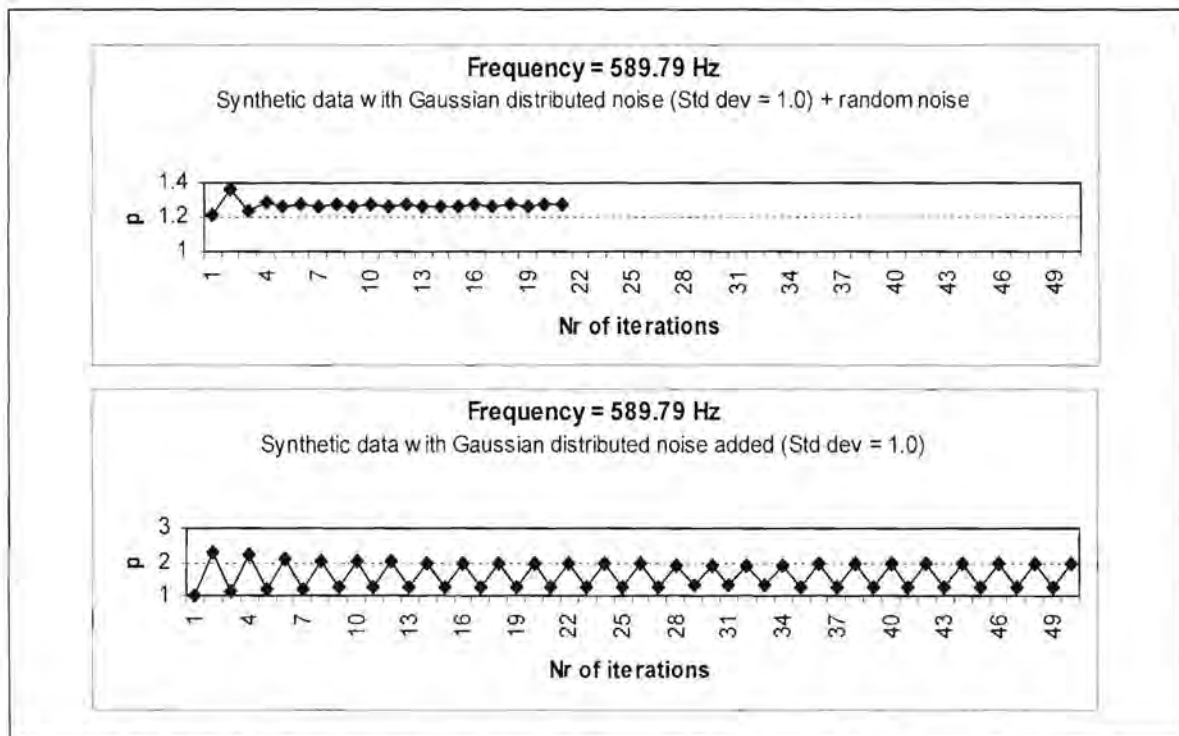 Frequency = 589.79 Hz
Synthetic data with Gaussian distributed noise (Std dev = 1.0) + random noise
1.4
1.2
1
p
1 4 7 10 13 16 19 22 25 28 31 34 37 40 43 46 49
Nr of iterations
Frequency = 589.79 Hz
Synthetic data with Gaussian distributed noise added (Std dev = 1.0)
3
2
1
p
1 4 7 10 13 16 19 22 25 28 31 34 37 40 43 46 49
Nr of iterations